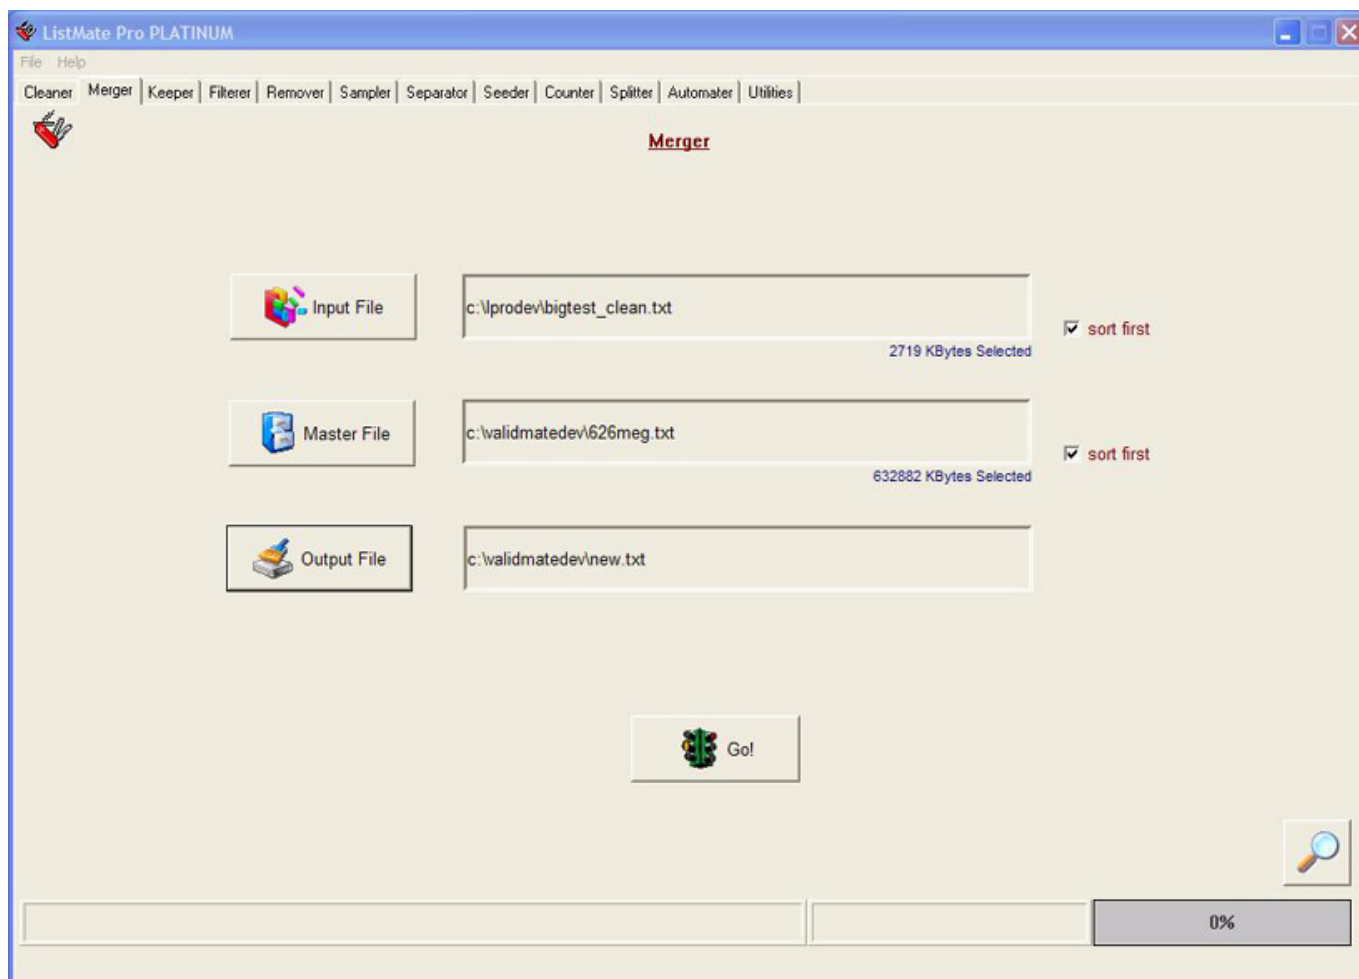 ListMate Pro PLATINUM
File Help
Cleaner Merger Keeper Filterer Remover Sampler Separator Seeder Counter Splitter Automater Utilities
Merger
Input File c:\lprodev\bigtest_clean.txt sort first
2719 KBytes Selected
Master File c:\validmatedev\626meg.txt sort first
632882 KBytes Selected
Output File c:\validmatedev\new.txt
Go!
0%